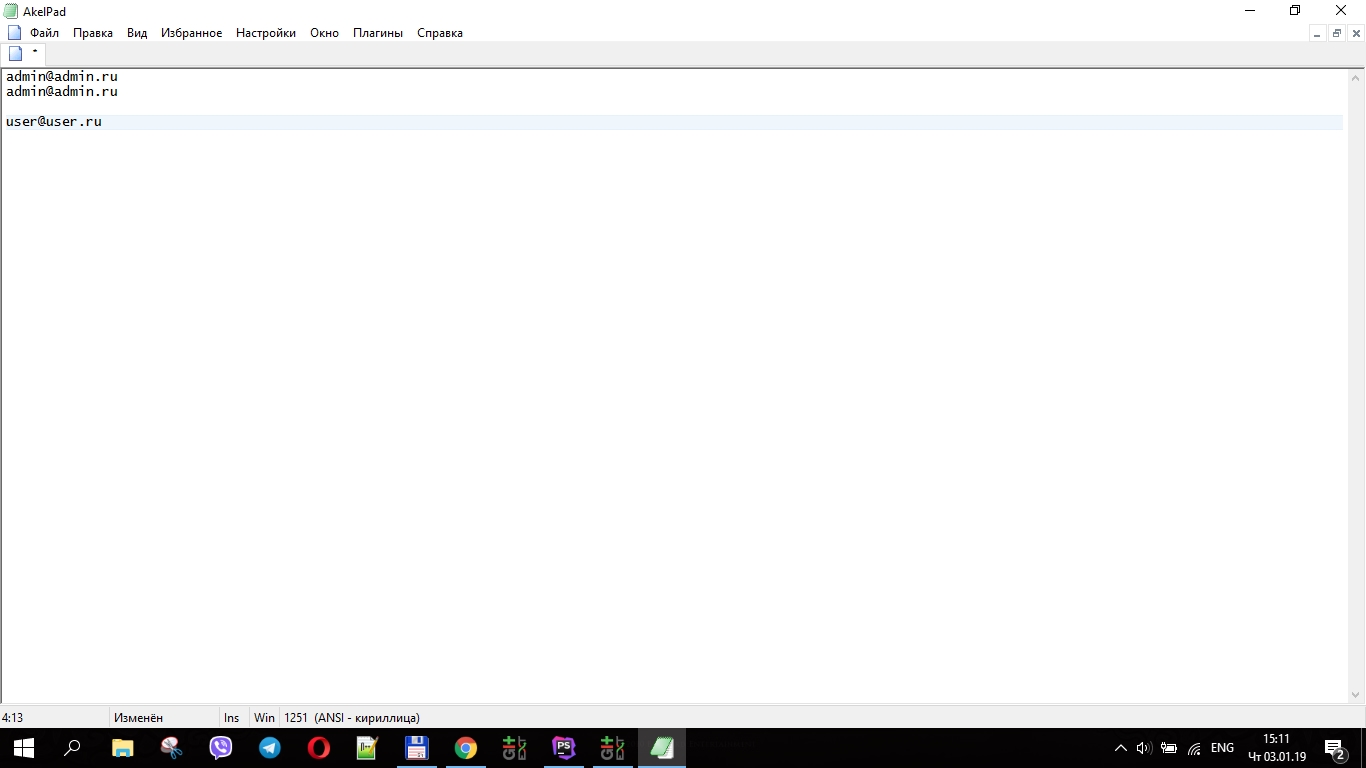 AkelPad
Файл Правка Вид Избранное Настройки Окно Плагины Справка
*
admin@admin.ru
admin@admin.ru
user@user.ru
4:13 Изменён Ins Win 1251 (ANSI - кириллица)
PS
ENG
15:11
Чт 03.01.19
2